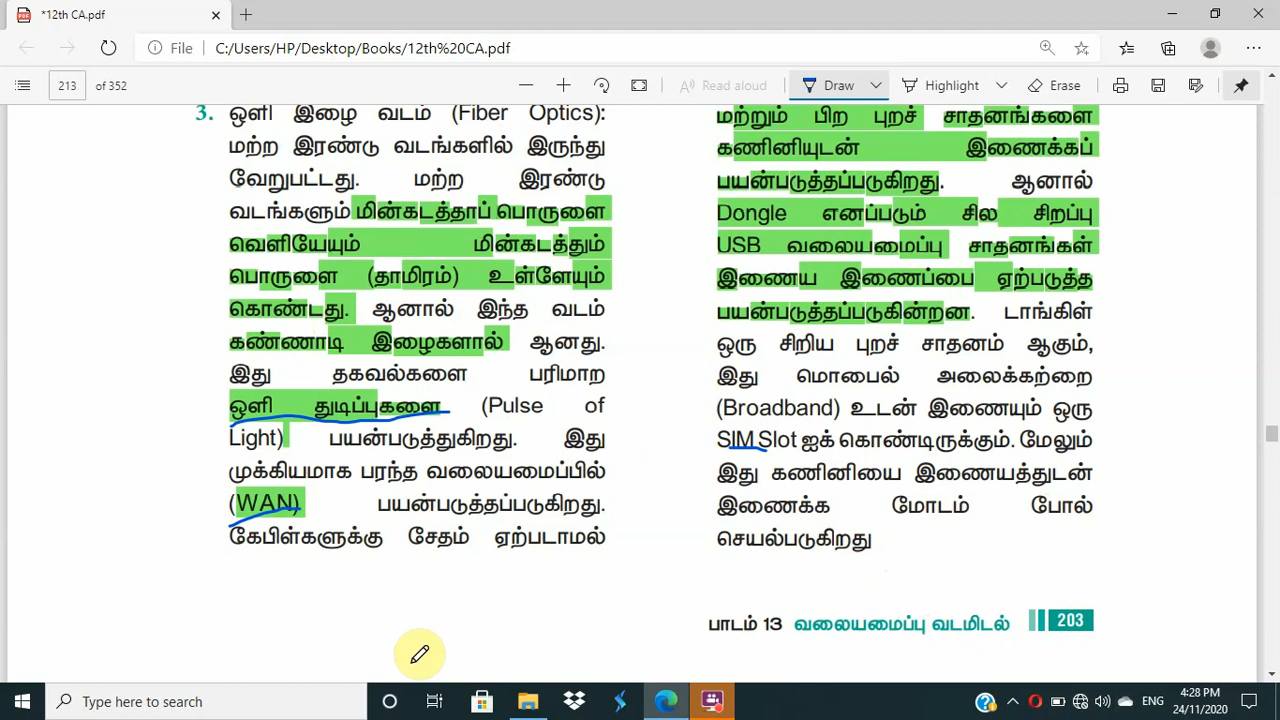 *12th CA.pdf
File C:/Users/HP/Desktop/Books/12th%20CA.pdf
213 of 352 Read aloud Draw Highlight Erase
3. ஒளி இழை வடம் (Fiber Optics):
மற்ற இரண்டு வடங்களில் இருந்து
வேறுபட்டது. மற்ற இரண்டு
வடங்களும் மின்கடத்தாப் பொருளை
வெளியேயும் மின்கடத்தும்
பொருளை (தாமிரம்) உள்ளேயும்
கொண்டது. ஆனால் இந்த வடம்
கண்ணாடி இழைகளால் ஆனது.
இது தகவல்களை பரிமாற
ஒளி துடிப்புகளை (Pulse of
Light) பயன்படுத்துகிறது. இது
முக்கியமாக பரந்த வலையமைப்பில்
(WAN) பயன்படுத்தப்படுகிறது.
கேபிள்களுக்கு சேதம் ஏற்படாமல்
மற்றும் பிற புறச் சாதனங்களை
கணினியுடன் இணைக்கப்
பயன்படுத்தப்படுகிறது. ஆனால்
Dongle எனப்படும் சில சிறப்பு
USB வலையமைப்பு சாதனங்கள்
இணைய இணைப்பை ஏற்படுத்த
பயன்படுத்தப்படுகின்றன. டாங்கிள்
ஒரு சிறிய புறச் சாதனம் ஆகும்,
இது மொபைல் அலைக்கற்றை
(Broadband) உடன் இணையும் ஒரு
SIM Slot ஐக் கொண்டிருக்கும். மேலும்
இது கணினியை இணையத்துடன்
இணைக்க மோடம் போல்
செயல்படுகிறது
பாடம் 13 வலையமைப்பு வடமிடல் 203
Type here to search
ENG
4:28 PM
24/11/2020